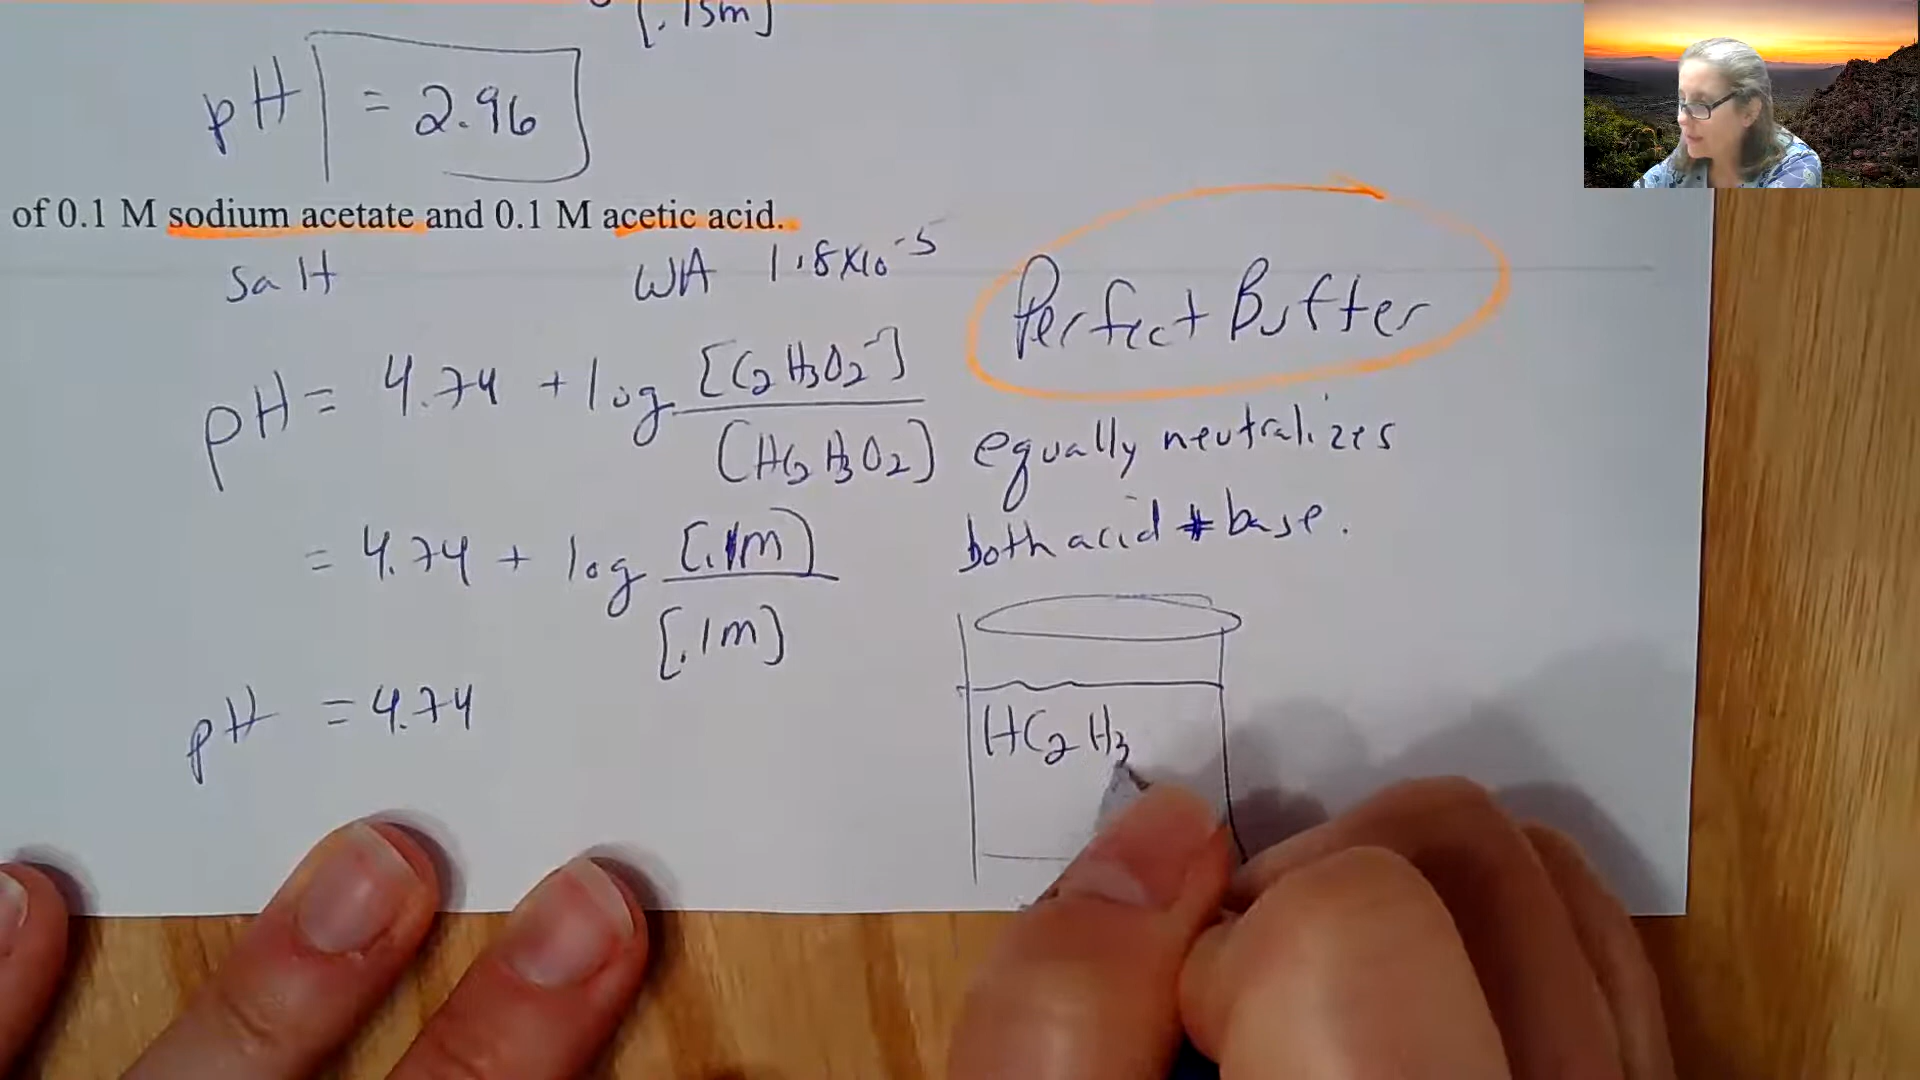 [.15m]
pH = 2.96
of 0.1 M sodium acetate and 0.1 M acetic acid.
Salt WA 1.8x10-5
Perfect Buffer
pH = 4.74 + log [C2H3O2-]
[HC2H3O2]
equally neutralizes
both acid & base.
= 4.74 + log [.1m]
[.1m]
pH = 4.74
HC2H3